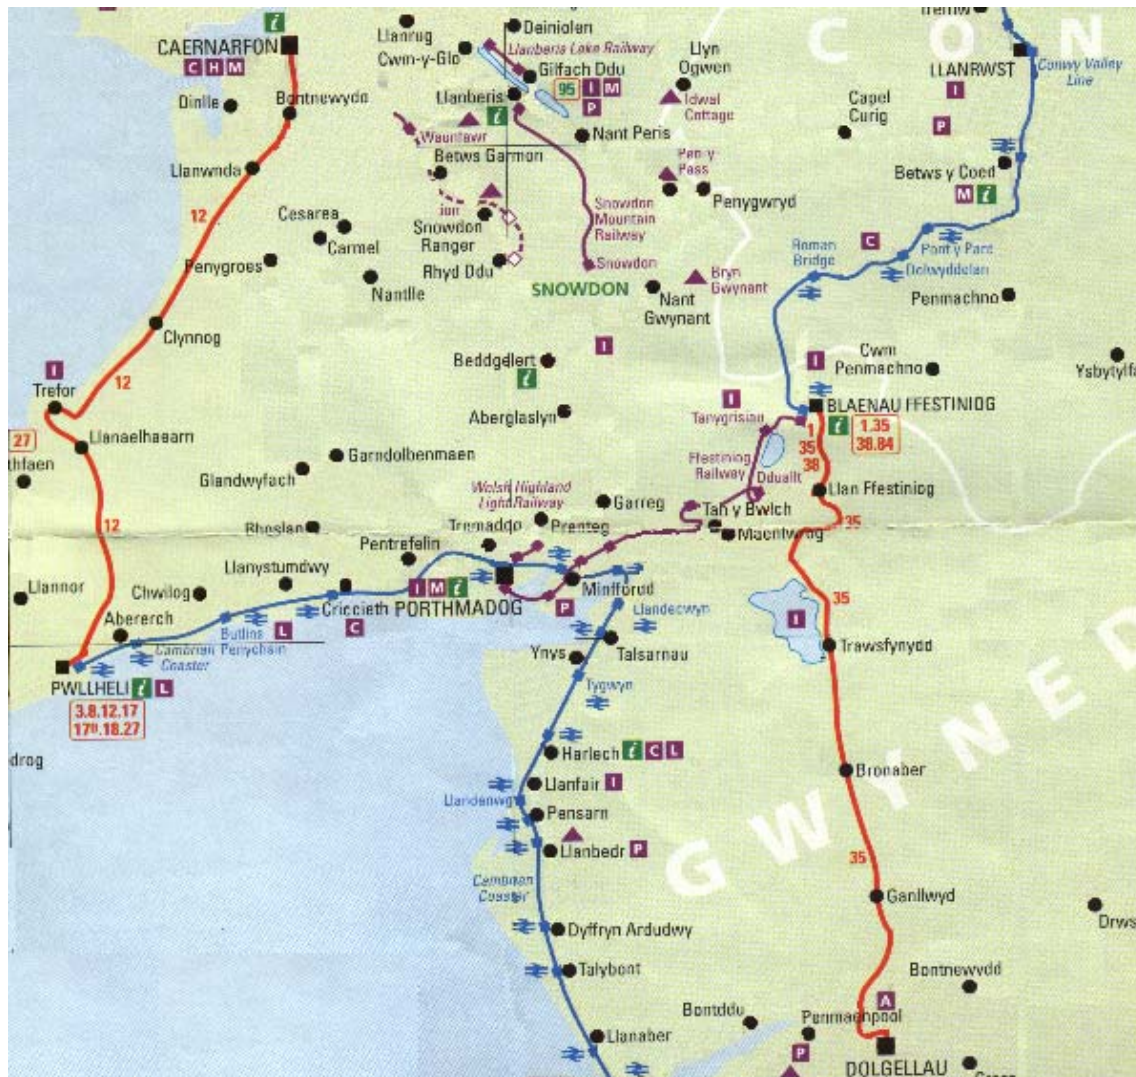 Deiniolen
Llanrug
Cwm-y-Glo
Llanberis Lake Railway
CAERNARFON
C H M
i
Gilfach Ddu
95 I M
P
Llyn
Ogwen
C O N
LLANRWST
I
P
Conwy Valley
Line
Dinlle
Bontnewydd
Llanberis
i
Idwal
Cottage
Capel
Curig
Nant Peris
Waunfawr
Betws Garmon
Llanwnda
Pen-y
Pass
Penygwryd
Betws y Coed
M i
12
Cesarea
Carmel
Snowdon
Ranger
Snowdon
Mountain
Railway
Penygroes
Rhyd Ddu
Snowdon
SNOWDON
Nantlle
Bryn
Gwynant
Nant
Gwynant
Roman
Bridge
C
Pont y Pant
Dolwyddelan
Penmachno
Clynnog
I
Trefor
12
Beddgelert
i
I
I
Cwm
Penmachno
Aberglaslyn
I
Tanygrisiau
BLAENAU FFESTINIOG
i
1.35
38.84
1
35
38
27
Llanaelhaearn
Garndolbenmaen
Glandwyfach
Ffestiniog
Railway
Dduallt
Llan Ffestiniog
Welsh Highland
Light Railway
Garreg
Tan y Bwlch
Maentwrog
35
12
Rhoslan
Tremadog
Prenteg
Pentrefelin
Llanystumdwy
Llannor
Chwilog
Criccieth
C
I M i
PORTHMADOG
Minffordd
P
Llandecwyn
35
I
Abererch
Butlins
Penychain
L
Cambrian
Coaster
Ynys
Talsarnau
Trawsfynydd
PWLLHELI i L
3.8.12.17
17B.18.27
Tygwyn
G W Y N E D
drog
Harlech i C L
Bronaber
Llanfair I
Llandanwg
Pensarn
Llanbedr P
35
Cambrian
Coaster
Ganllwyd
Drws
Dyffryn Ardudwy
Talybont
Bontnewydd
Bontddu
A
Penmaenpool
Llanaber
P
DOLGELLAU